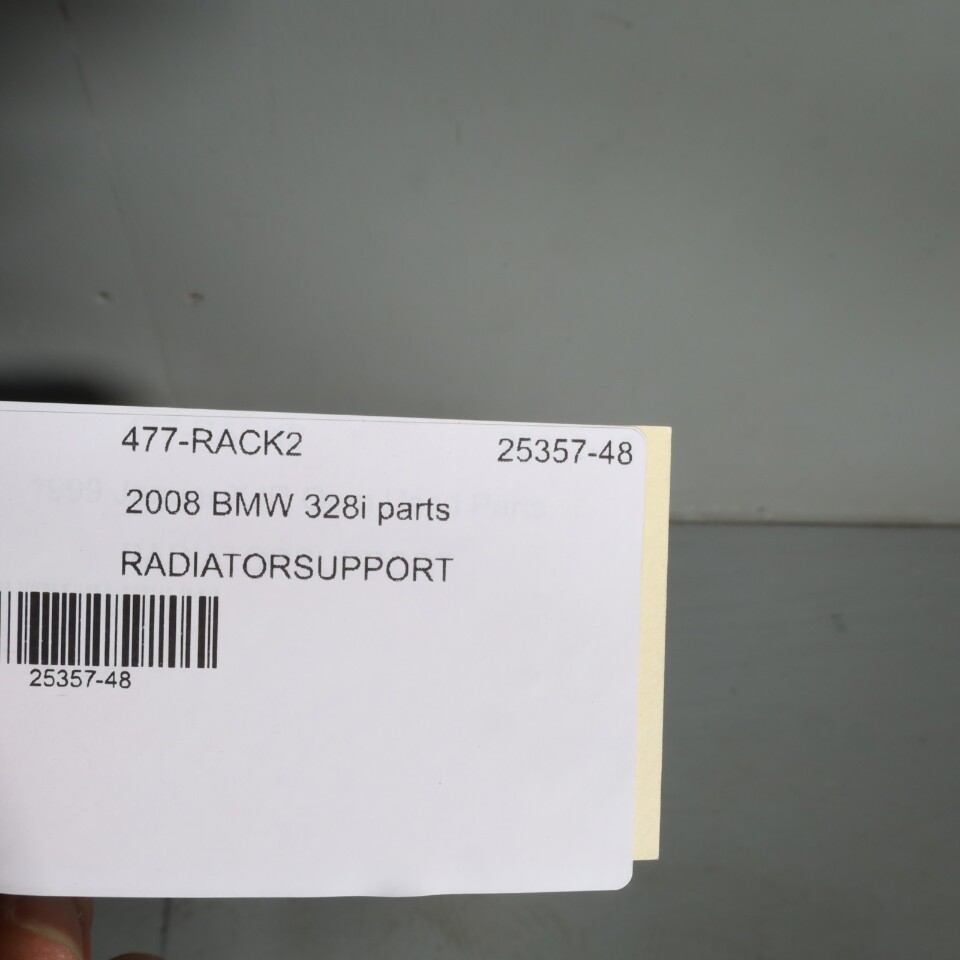 477-RACK2 25357-48
2008 BMW 328i parts
RADIATORSUPPORT
25357-48